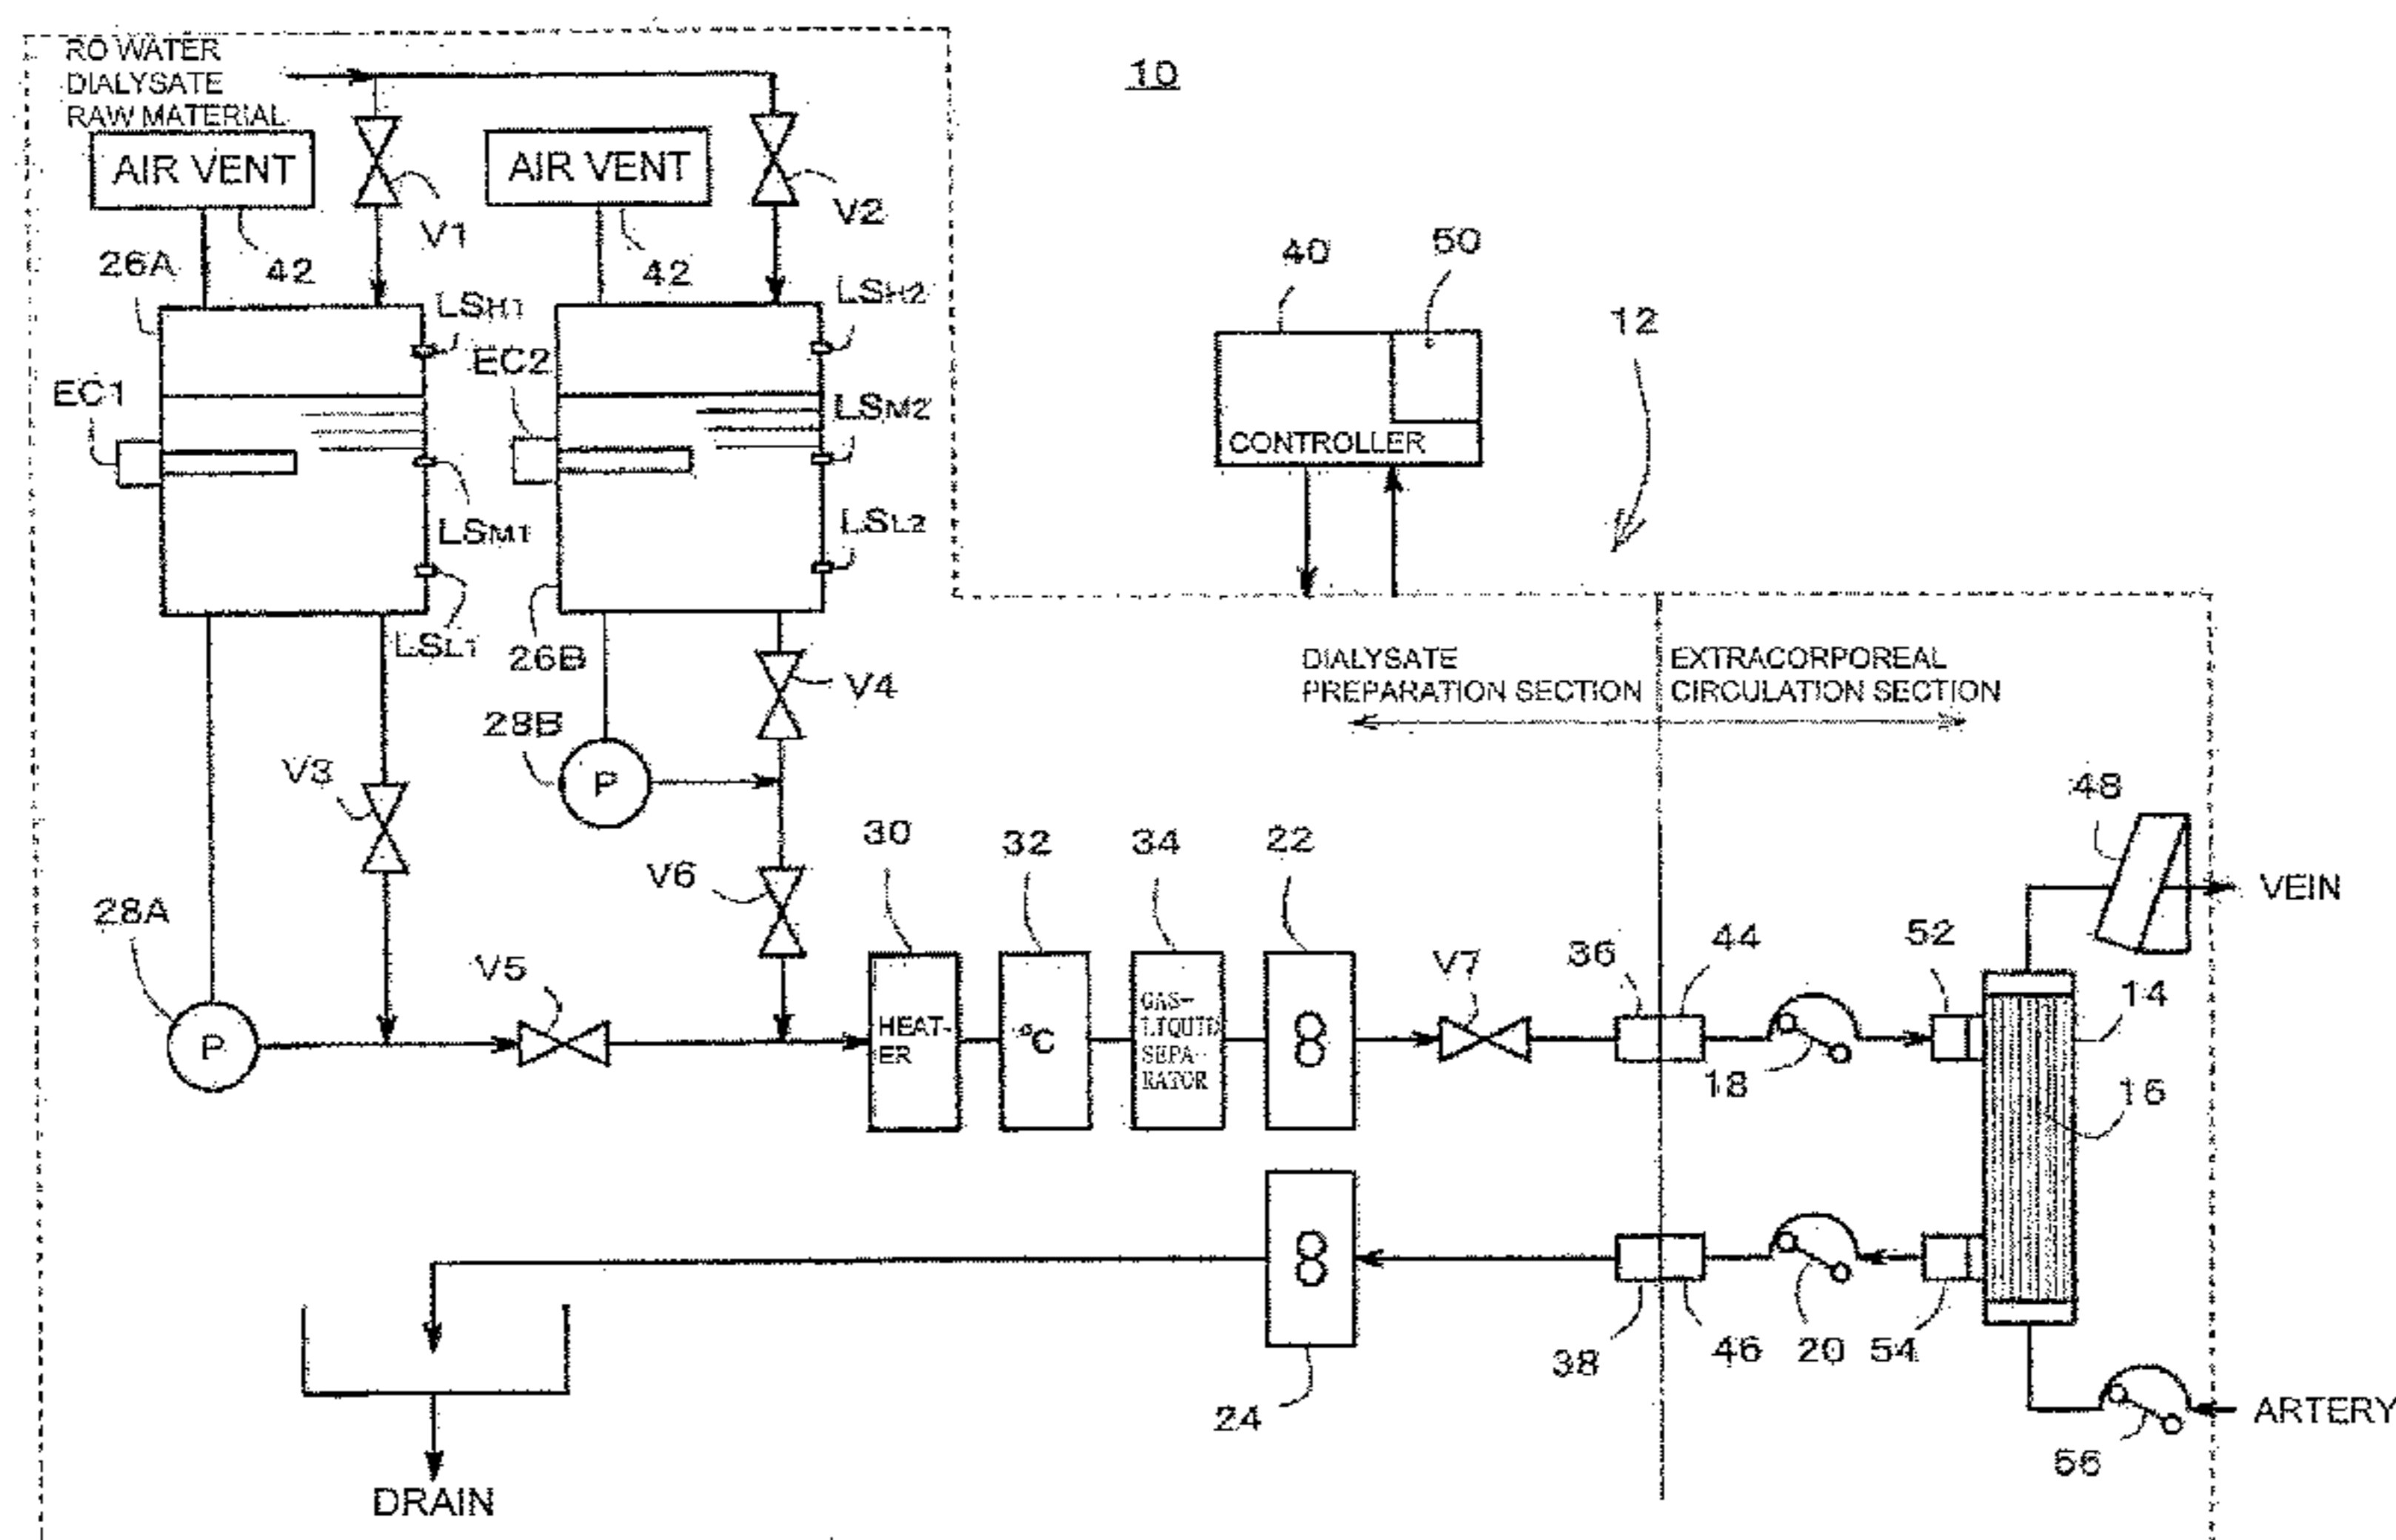 RO WATER
DIALYSATE
RAW MATERIAL
10
AIR VENT
AIR VENT
V1
V2
42
42
26A
40
50
LSH1
LSH2
12
EC1
EC2
LSM2
CONTROLLER
LSM1
LSL2
LSL1
26B
V4
DIALYSATE
PREPARATION SECTION
EXTRACORPOREAL
CIRCULATION SECTION
28B
P
V3
48
30
32
34
22
V6
VEIN
28A
52
36
44
V5
V7
14
P
HEAT-
ER
°C
GAS-
LIQUID
SEPA-
RATOR
18
16
38
46
20
54
24
ARTERY
56
DRAIN